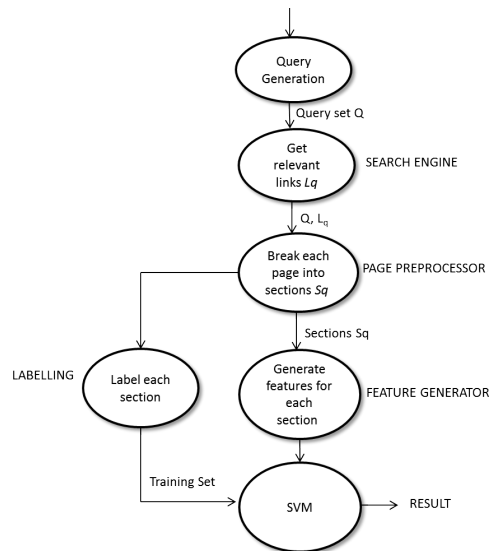 Query
Generation
Query set Q
Get
relevant
links Lq
SEARCH ENGINE
Q, Lq
Break each
page into
sections Sq
PAGE PREPROCESSOR
Sections Sq
LABELLING
Label each
section
Generate
features for
each
section
FEATURE GENERATOR
Training Set
SVM
RESULT